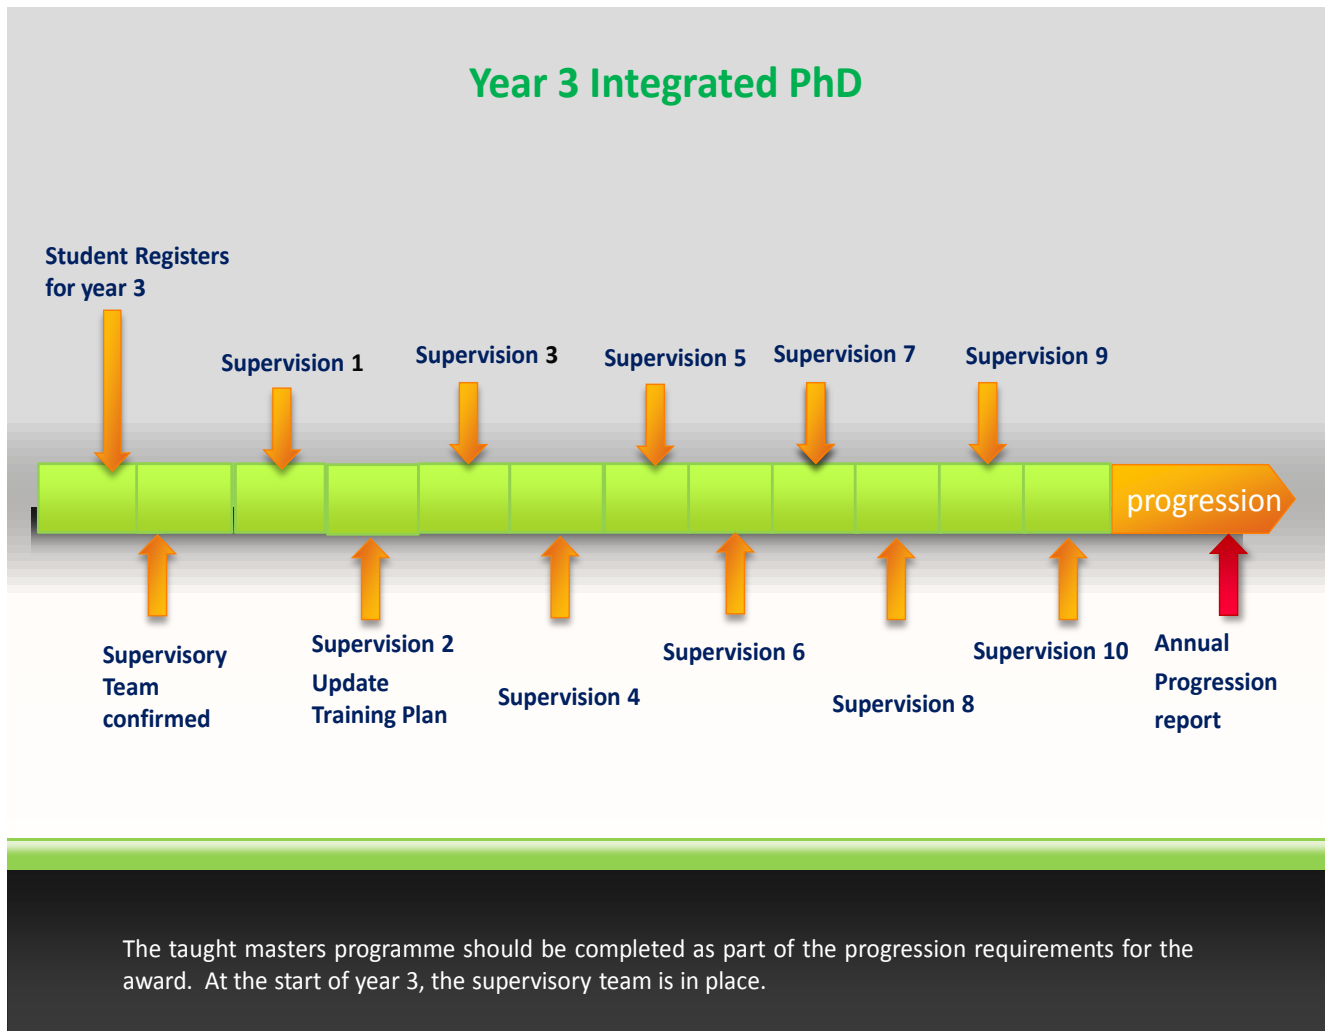 Year 3 Integrated PhD
Student Registers
for year 3
Supervision 1
Supervision 3
Supervision 5
Supervision 7
Supervision 9
progression
Supervisory
Team
confirmed
Supervision 2
Update
Training Plan
Supervision 4
Supervision 6
Supervision 8
Supervision 10
Annual
Progression
report
The taught masters programme should be completed as part of the progression requirements for the
award.  At the start of year 3, the supervisory team is in place.